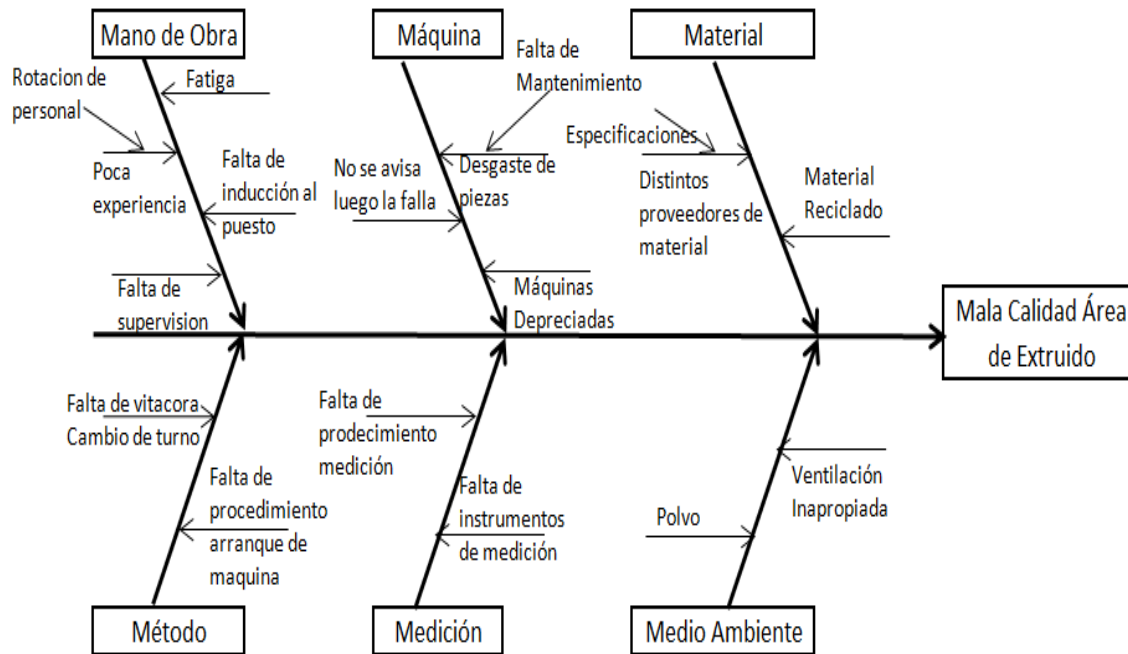 Mano de Obra
Máquina
Material
Rotacion de
personal
Fatiga
Poca
experiencia
Falta de
inducción al
puesto
Falta de
supervision
Falta de
Mantenimiento
Desgaste de
piezas
No se avisa
luego la falla
Máquinas
Depreciadas
Especificaciones
Distintos
proveedores de
material
Material
Reciclado
Mala Calidad Área
de Extruido
Falta de vitacora
Cambio de turno
Falta de
procedimiento
arranque de
maquina
Falta de
prodecimiento
medición
Falta de
instrumentos
de medición
Polvo
Ventilación
Inapropiada
Método
Medición
Medio Ambiente